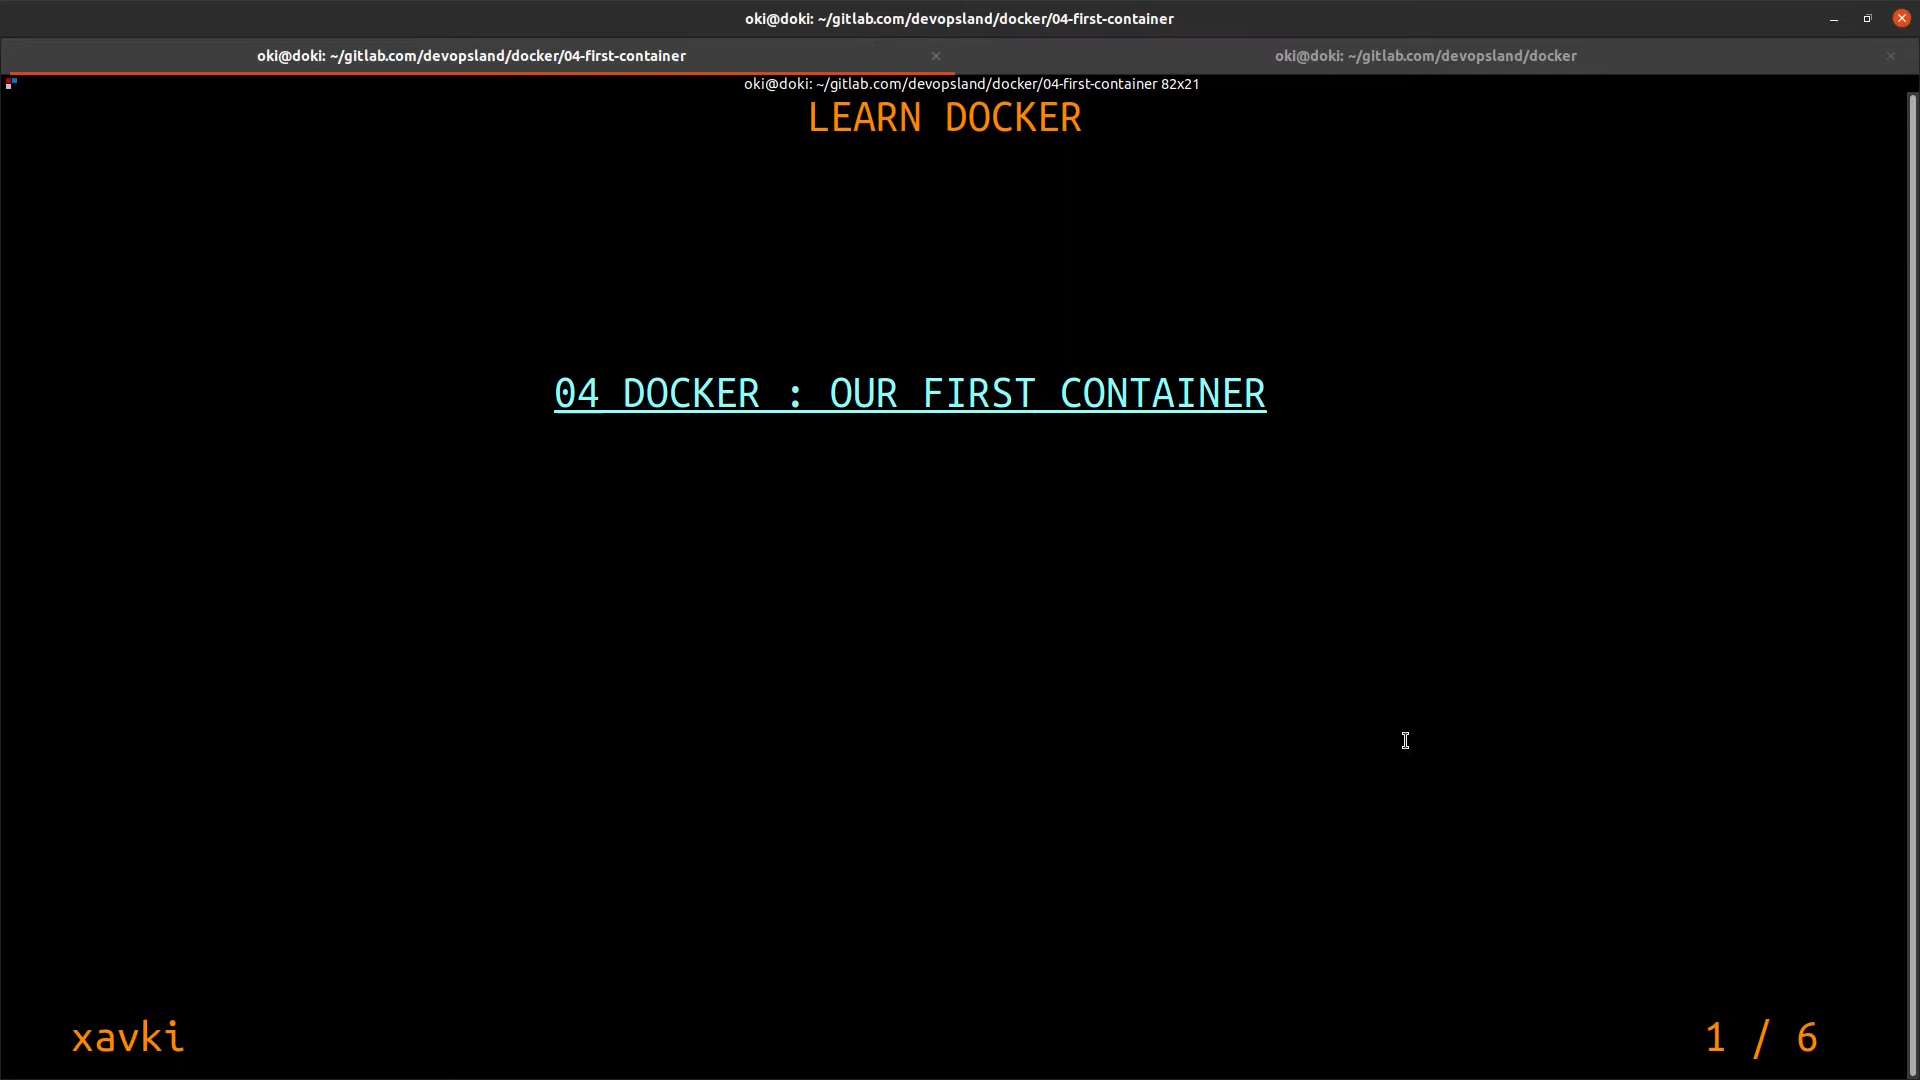 oki@doki: ~/gitlab.com/devopsland/docker/04-first-container
oki@doki: ~/gitlab.com/devopsland/docker/04-first-container
oki@doki: ~/gitlab.com/devopsland/docker
oki@doki: ~/gitlab.com/devopsland/docker/04-first-container 82x21
LEARN DOCKER
04 DOCKER : OUR FIRST CONTAINER
xavki
1 / 6